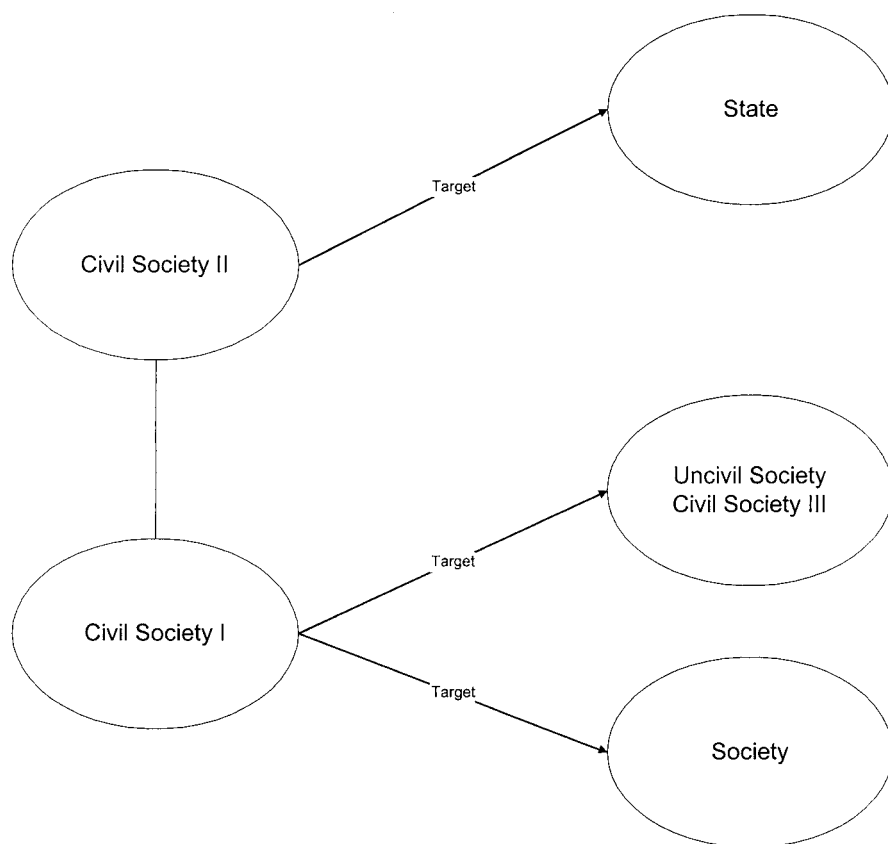 State
Target
Civil Society II
Uncivil Society
Civil Society III
Target
Civil Society I
Target
Society